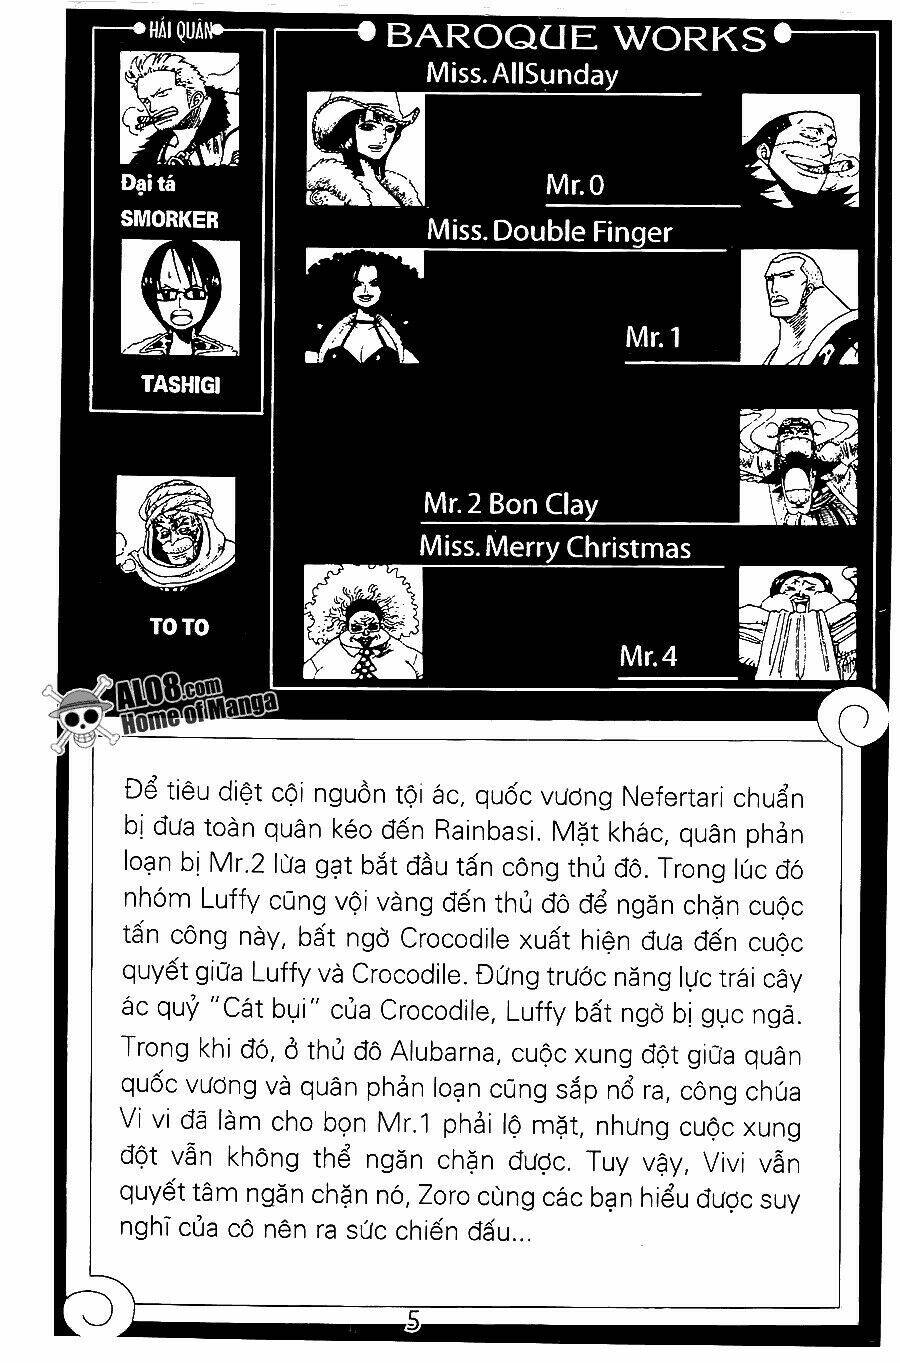 HẢI QUÂN
Đại tá
SMORKER
TASHIGI
TO TO
BAROQUE WORKS
Miss. AllSunday
Mr. 0
Miss. Double Finger
Mr. 1
Mr. 2 Bon Clay
Miss. Merry Christmas
Mr. 4
ALO8.com
Home of Manga
Để tiêu diệt cội nguồn tội ác, quốc vương Nefertari chuẩn
bị đưa toàn quân kéo đến Rainbasi. Mặt khác, quân phản
loạn bị Mr.2 lừa gạt bắt đầu tấn công thủ đô. Trong lúc đó
nhóm Luffy cũng vội vàng đến thủ đô để ngăn chặn cuộc
tấn công này, bất ngờ Crocodile xuất hiện đưa đến cuộc
quyết giữa Luffy và Crocodile. Đứng trước năng lực trái cây
ác quỷ "Cát bụi" của Crocodile, Luffy bất ngờ bị gục ngã.
Trong khi đó, ở thủ đô Alubarna, cuộc xung đột giữa quân
quốc vương và quân phản loạn cũng sắp nổ ra, công chúa
Vi vi đã làm cho bọn Mr.1 phải lộ mặt, nhưng cuộc xung
đột vẫn không thể ngăn chặn được. Tuy vậy, Vivi vẫn
quyết tâm ngăn chặn nó, Zoro cùng các bạn hiểu được suy
nghĩ của cô nên ra sức chiến đấu...
5